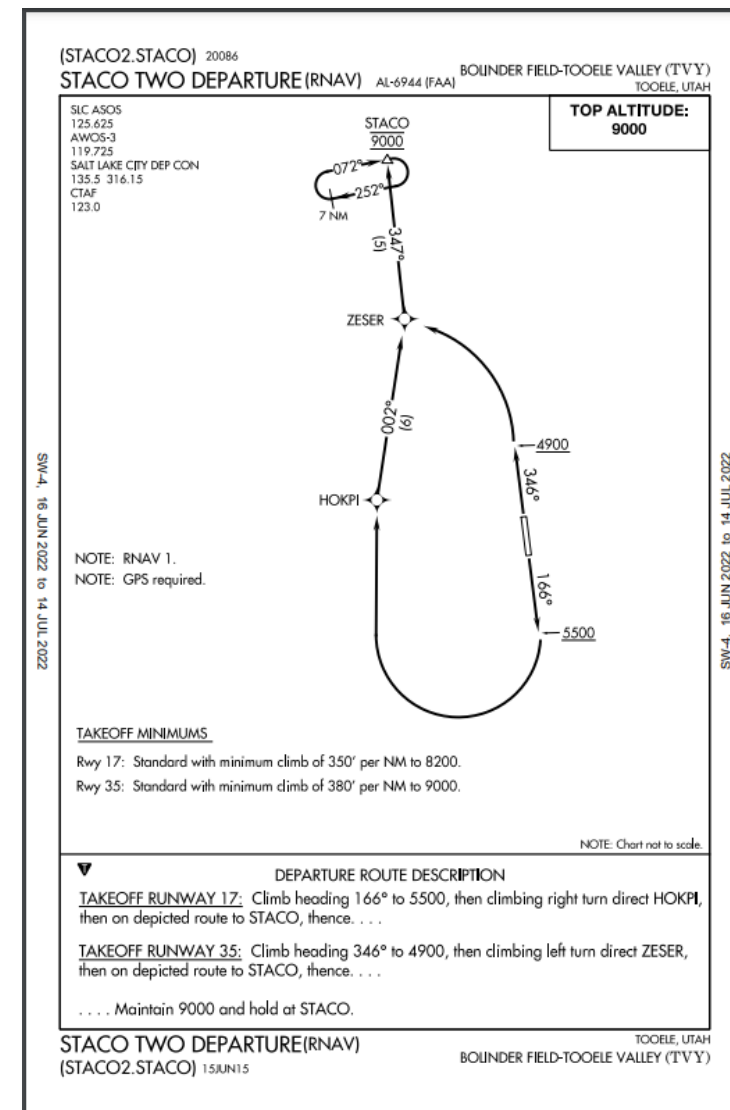 (STACO2.STACO) 20086
STACO TWO DEPARTURE (RNAV) AL-6944 (FAA)
BOLINDER FIELD-TOOELE VALLEY (TVY)
TOOELE, UTAH
SLC ASOS
125.625
AWOS-3
119.725
SALT LAKE CITY DEP CON
135.5 316.15
CTAF
123.0
TOP ALTITUDE:
9000
STACO
9000
072°
252°
7 NM
347°
(5)
ZESER
002°
(6)
4900
346°
HOKPI
166°
5500
NOTE: RNAV 1.
NOTE: GPS required.
SW-4, 16 JUN 2022 to 14 JUL 2022
SW-4, 16 JUN 2022 to 14 JUL 2022
TAKEOFF MINIMUMS
Rwy 17: Standard with minimum climb of 350' per NM to 8200.
Rwy 35: Standard with minimum climb of 380' per NM to 9000.
NOTE: Chart not to scale.
T
DEPARTURE ROUTE DESCRIPTION
TAKEOFF RUNWAY 17: Climb heading 166° to 5500, then climbing right turn direct HOKPI,
then on depicted route to STACO, thence. . . .
TAKEOFF RUNWAY 35: Climb heading 346° to 4900, then climbing left turn direct ZESER,
then on depicted route to STACO, thence. . . .
. . . . Maintain 9000 and hold at STACO.
STACO TWO DEPARTURE (RNAV)
(STACO2.STACO) 15JUN15
TOOELE, UTAH
BOLINDER FIELD-TOOELE VALLEY (TVY)